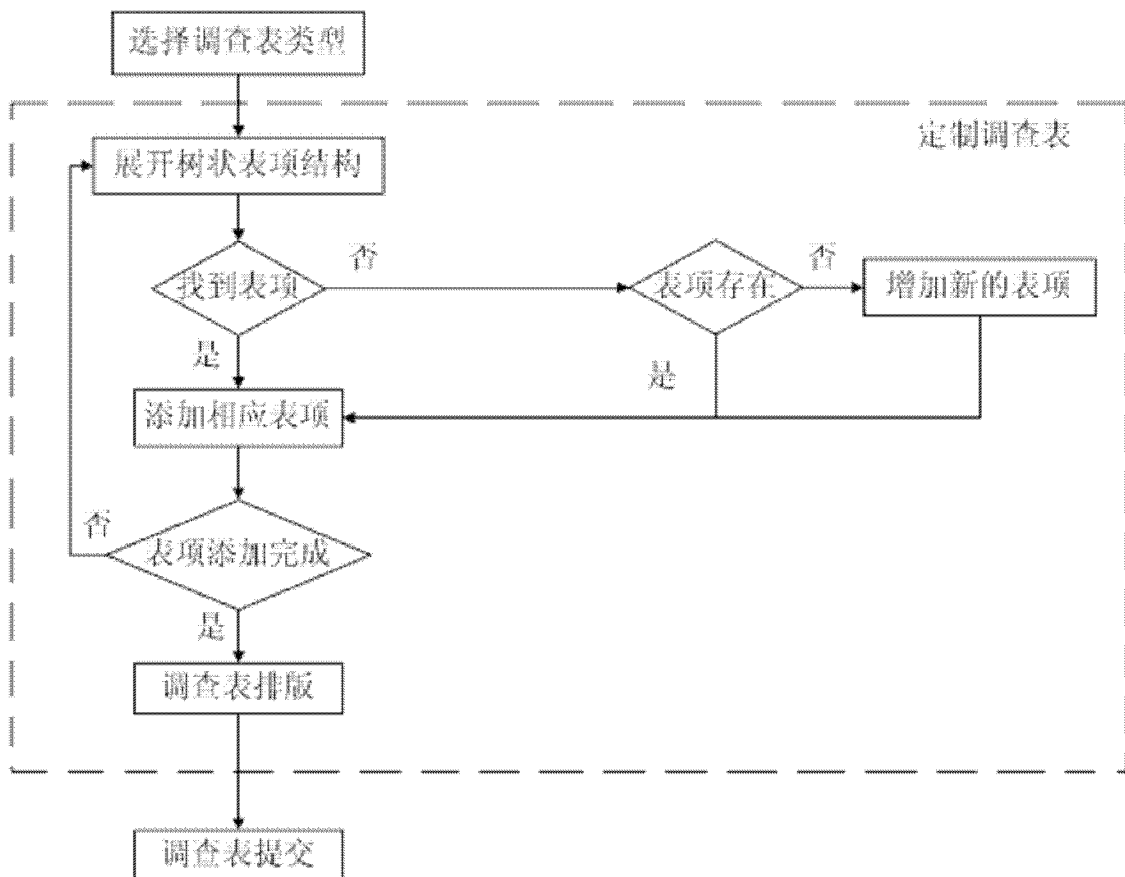 选择调查表类型
定制调查表
展开树状表项结构
否
否
找到表项
表项存在
增加新的表项
是
是
添加相应表项
否
表项添加完成
是
调查表排版
调查表提交